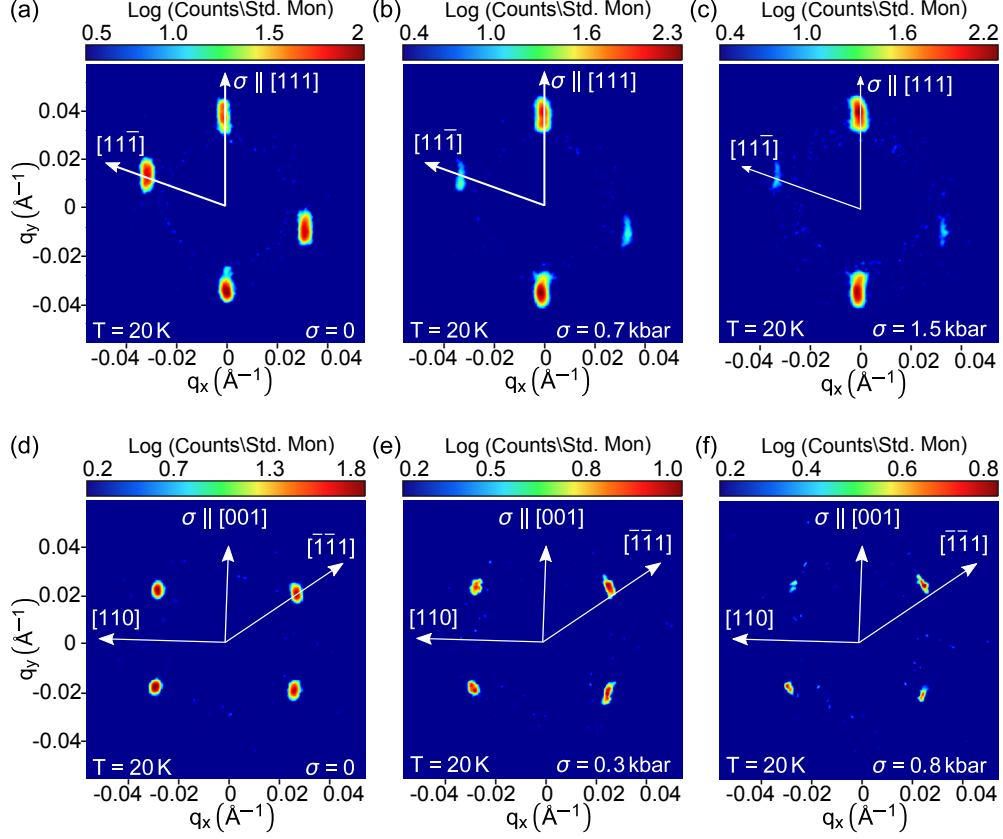 (a) (b) (c)
Log (Counts\Std. Mon) Log (Counts\Std. Mon) Log (Counts\Std. Mon)
0.5 1.0 1.5 2 0.4 1.0 1.6 2.3 0.4 1.0 1.6 2.2
σ || [111] σ || [111] σ || [111]
[111̄] [111̄] [111̄]
0.04
0.02
0
-0.02
-0.04
q_y (Å⁻¹)
T = 20 K σ = 0 T = 20 K σ = 0.7 kbar T = 20 K σ = 1.5 kbar
-0.04 -0.02 0 0.02 0.04 -0.04 -0.02 0 0.02 0.04 -0.04 -0.02 0 0.02 0.04
q_x (Å⁻¹) q_x (Å⁻¹) q_x (Å⁻¹)
(d) (e) (f)
Log (Counts\Std. Mon) Log (Counts\Std. Mon) Log (Counts\Std. Mon)
0.2 0.7 1.3 1.8 0.2 0.5 0.8 1.0 0.2 0.4 0.6 0.8
σ || [001] σ || [001] σ || [001]
[1̄1̄1] [1̄1̄1] [1̄1̄1]
[110] [110] [110]
0.04
0.02
0
-0.02
-0.04
q_y (Å⁻¹)
T = 20 K σ = 0 T = 20 K σ = 0.3 kbar T = 20 K σ = 0.8 kbar
-0.04 -0.02 0 0.02 0.04 -0.04 -0.02 0 0.02 0.04 -0.04 -0.02 0 0.02 0.04
q_x (Å⁻¹) q_x (Å⁻¹) q_x (Å⁻¹)